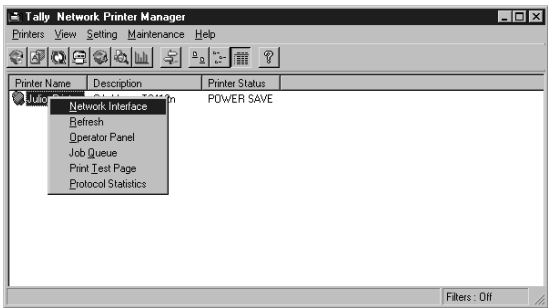 Tally Network Printer Manager
Printers View Setting Maintenance Help
Printer Name Description Printer Status
POWER SAVE
Network Interface
Refresh
Operator Panel
Job Queue
Print Test Page
Protocol Statistics
Filters : Off